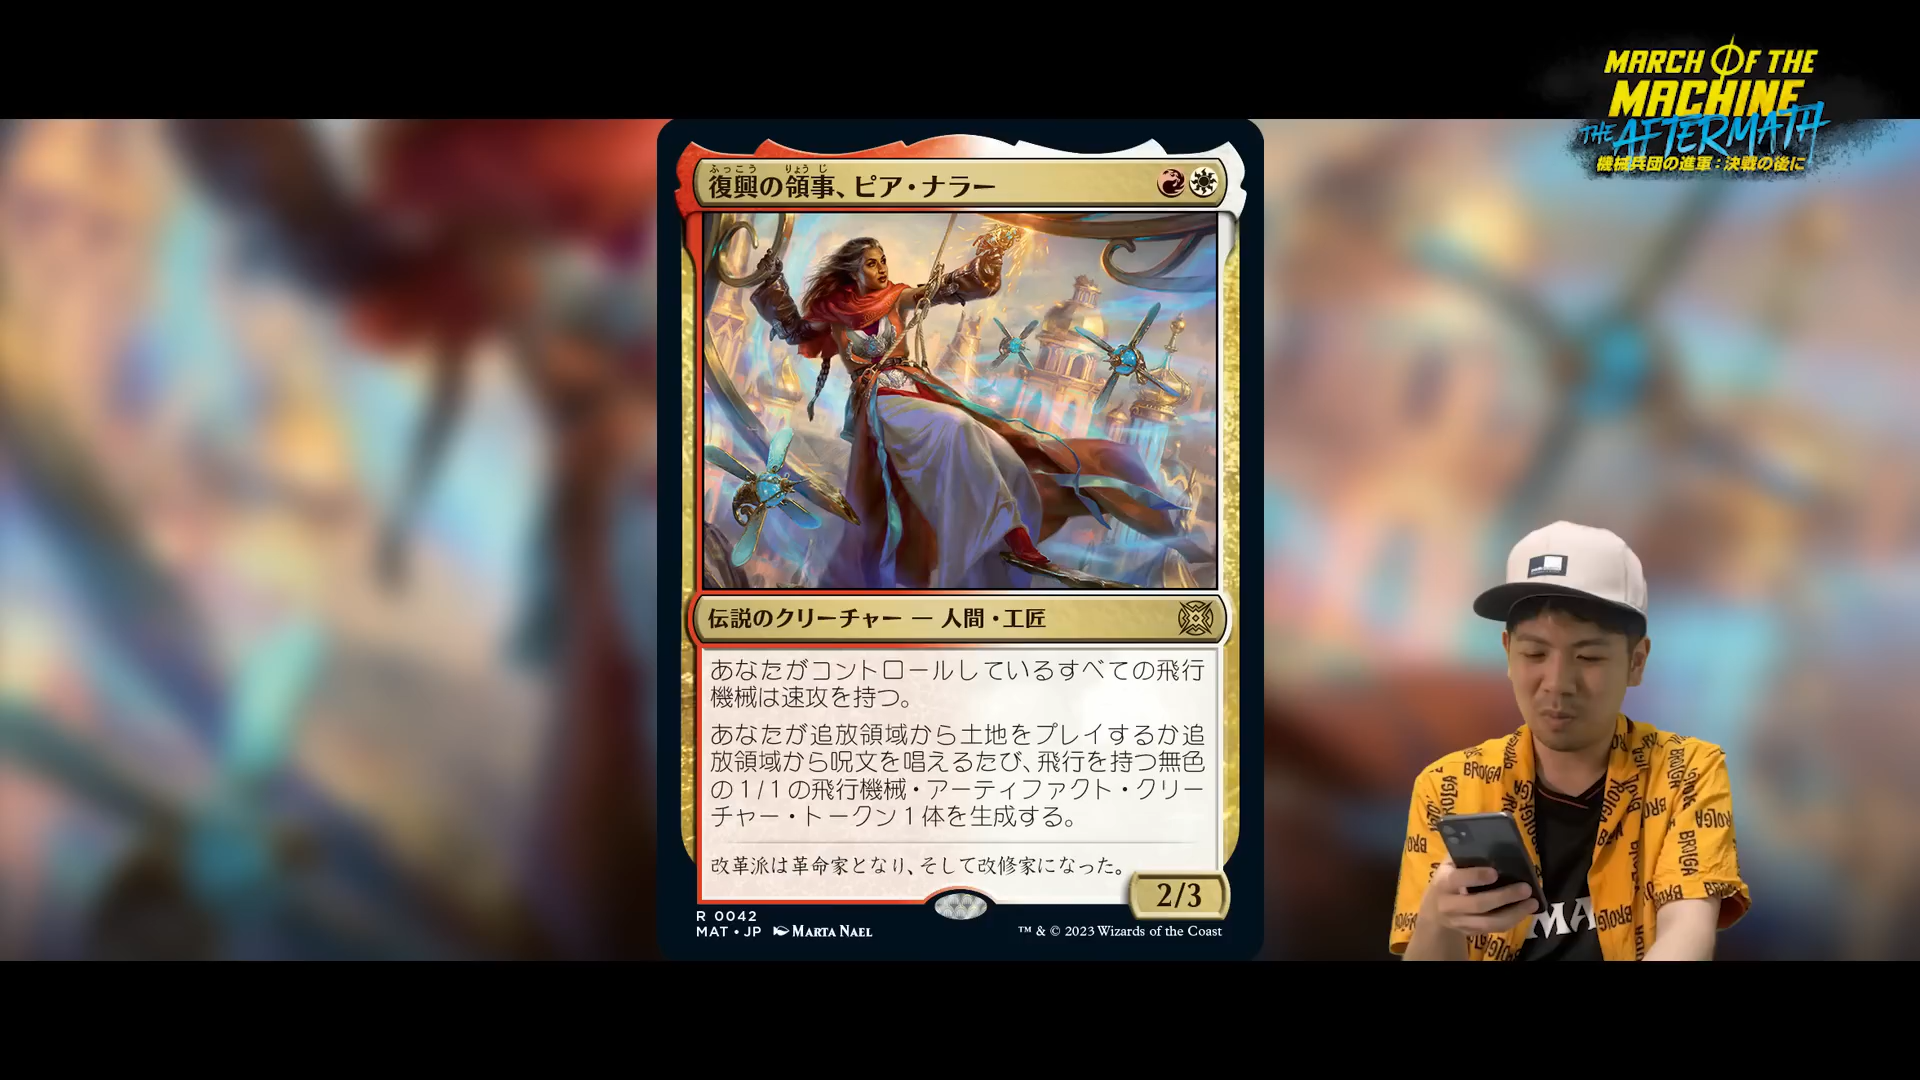 MARCH OF THE
MACHINE
THE AFTERMATH
機械兵団の進軍：決戦の後に
ふっこう りょうじ
復興の領事、ピア・ナラー
伝説のクリーチャー — 人間・工匠
あなたがコントロールしているすべての飛行
機械は速攻を持つ。
あなたが追放領域から土地をプレイするか追
放領域から呪文を唱えるたび、飛行を持つ無色
の1/1の飛行機械・アーティファクト・クリー
チャー・トークン1体を生成する。
改革派は革命家となり、そして改修家になった。
2/3
R 0042
MAT • JP MARTA NAEL
™ & © 2023 Wizards of the Coast
BROLGA
MA